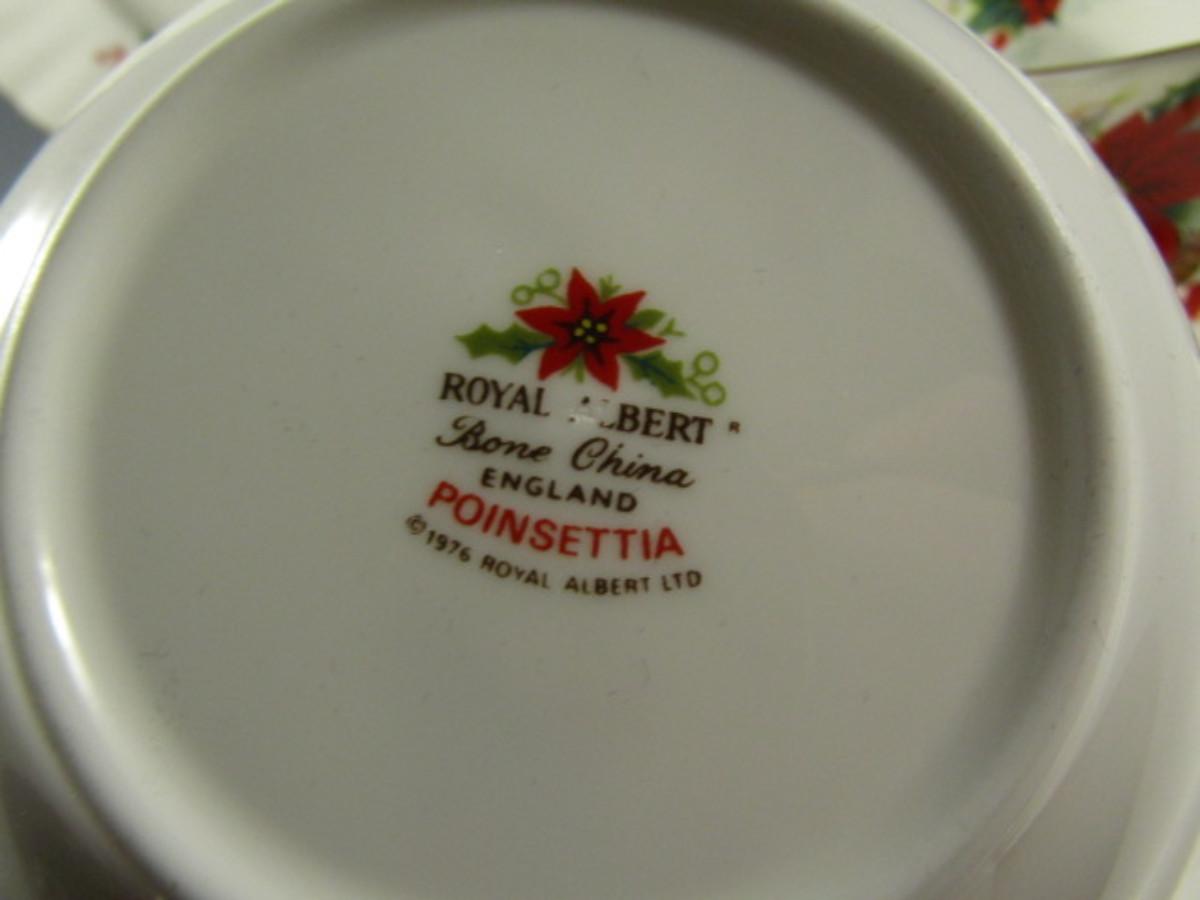 ROYAL ALBERT ®
Bone China
ENGLAND
POINSETTIA
©1976 ROYAL ALBERT LTD